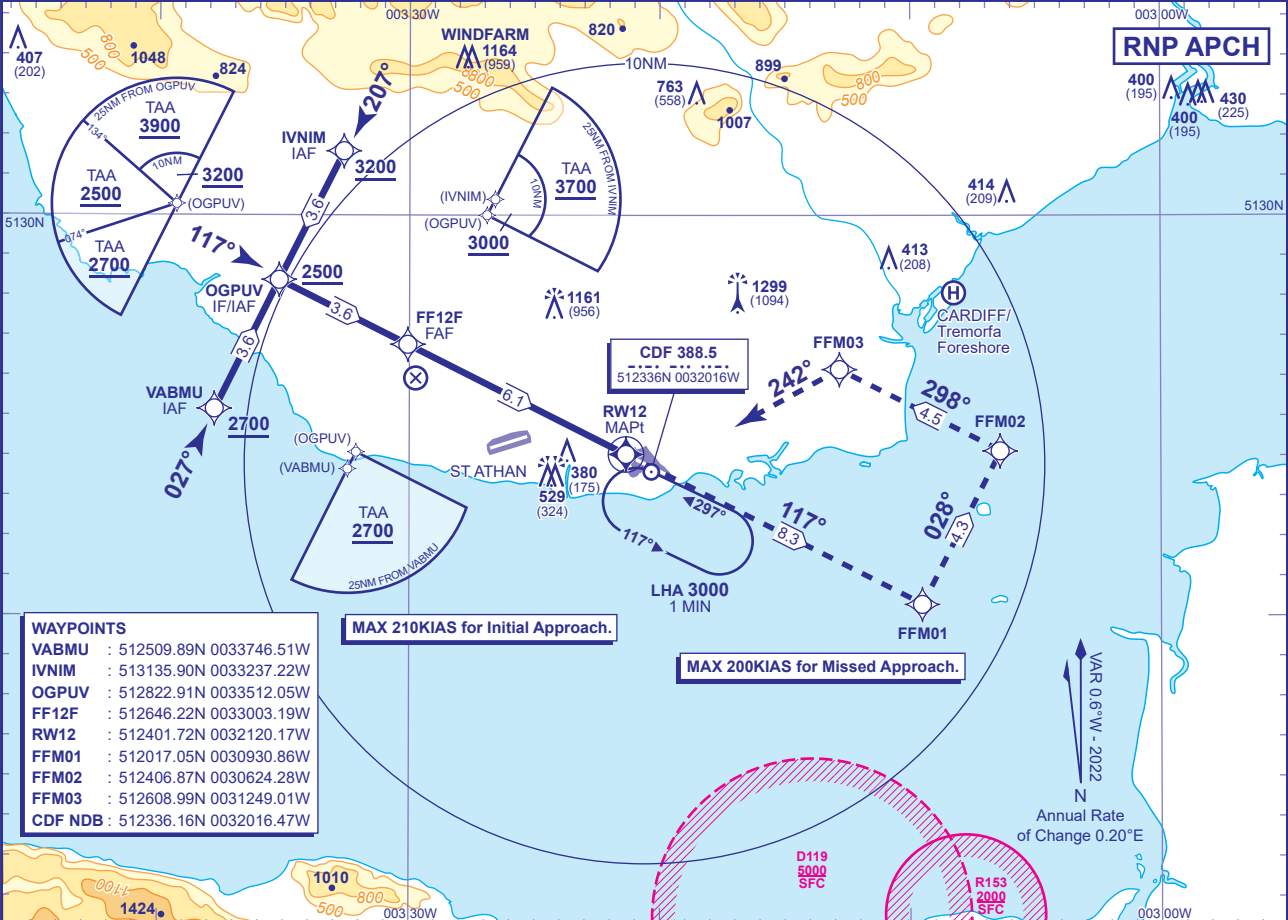 003°30'W
003°00'W
RNP APCH
407
(202)
800
500
1048
824
WINDFARM
1164
(959)
800
500
820
10NM
763
(558)
1007
899
800
500
400
(195)
430
(225)
400
(195)
25NM FROM OGPUV
TAA
3900
134°
10NM
3200
TAA
2500
(OGPUV)
074°
TAA
2700
207°
IVNIM
IAF
3200
3.6
25NM FROM IVNIM
TAA
3700
10NM
(IVNIM)
(OGPUV)
3000
414
(209)
5130N
5130N
117°
2500
OGPUV
IF/IAF
3.6
413
(208)
1161
(956)
1299
(1094)
H
CARDIFF/
Tremorfa
Foreshore
FF12F
FAF
3.6
CDF 388.5
512336N 0032016W
FFM03
242°
298°
4.5
VABMU
IAF
2700
027°
6.1
RW12
MAPt
FFM02
(OGPUV)
(VABMU)
ST ATHAN
380
(175)
529
(324)
297°
117°
117°
8.3
028°
4.3
TAA
2700
25NM FROM VABMU
LHA 3000
1 MIN
FFM01
MAX 210KIAS for Initial Approach.
MAX 200KIAS for Missed Approach.
WAYPOINTS
VABMU : 512509.89N 0033746.51W
IVNIM : 513135.90N 0033237.22W
OGPUV : 512822.91N 0033512.05W
FF12F : 512646.22N 0033003.19W
RW12 : 512401.72N 0032120.17W
FFM01 : 512017.05N 0030930.86W
FFM02 : 512406.87N 0030624.28W
FFM03 : 512608.99N 0031249.01W
CDF NDB : 512336.16N 0032016.47W
VAR 0.6°W - 2022
N
Annual Rate
of Change 0.20°E
D119
5000
SFC
R153
2000
SFC
1100
1424
1010
800
500
003°30'W
003°00'W